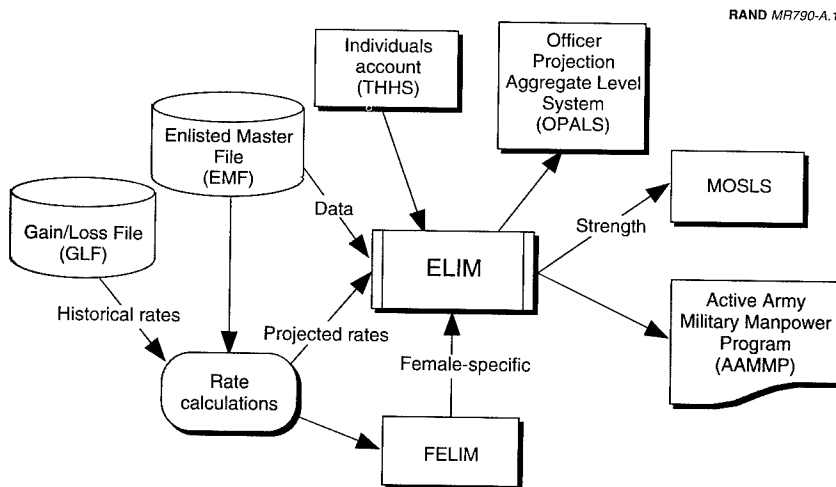 RAND MR790-A.1
Individuals
account
(THHS)
Officer
Projection
Aggregate Level
System
(OPALS)
Enlisted Master
File
(EMF)
Gain/Loss File
(GLF)
Data
MOSLS
Strength
ELIM
Historical rates
Projected rates
Active Army
Military Manpower
Program
(AAMMP)
Rate
calculations
Female-specific
FELIM